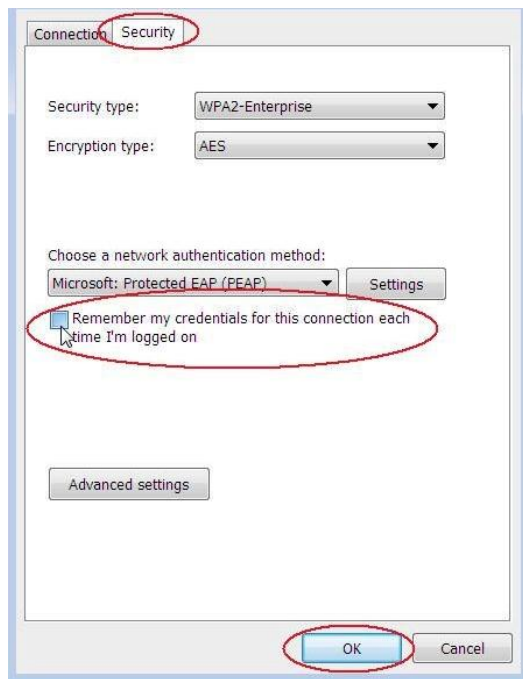 Connection Security
Security type: WPA2-Enterprise
Encryption type: AES
Choose a network authentication method:
Microsoft: Protected EAP (PEAP) Settings
Remember my credentials for this connection each
time I'm logged on
Advanced settings
OK Cancel